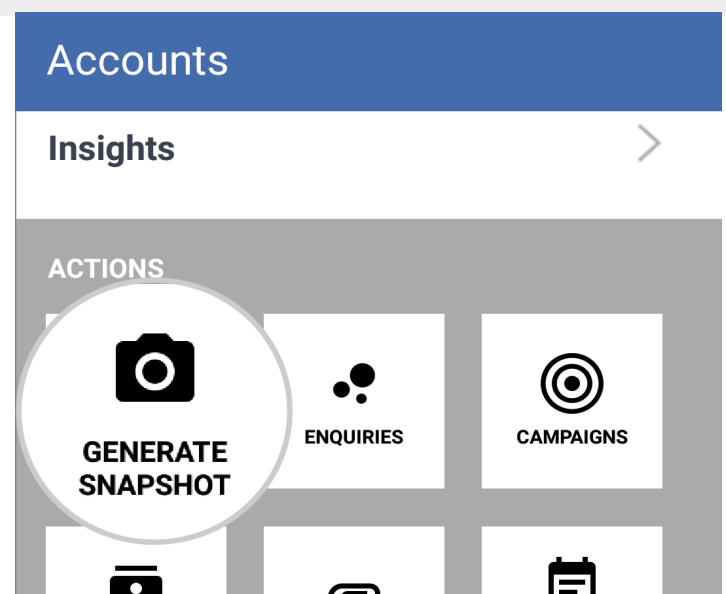 Accounts
Insights
ACTIONS
GENERATE
SNAPSHOT
ENQUIRIES
CAMPAIGNS